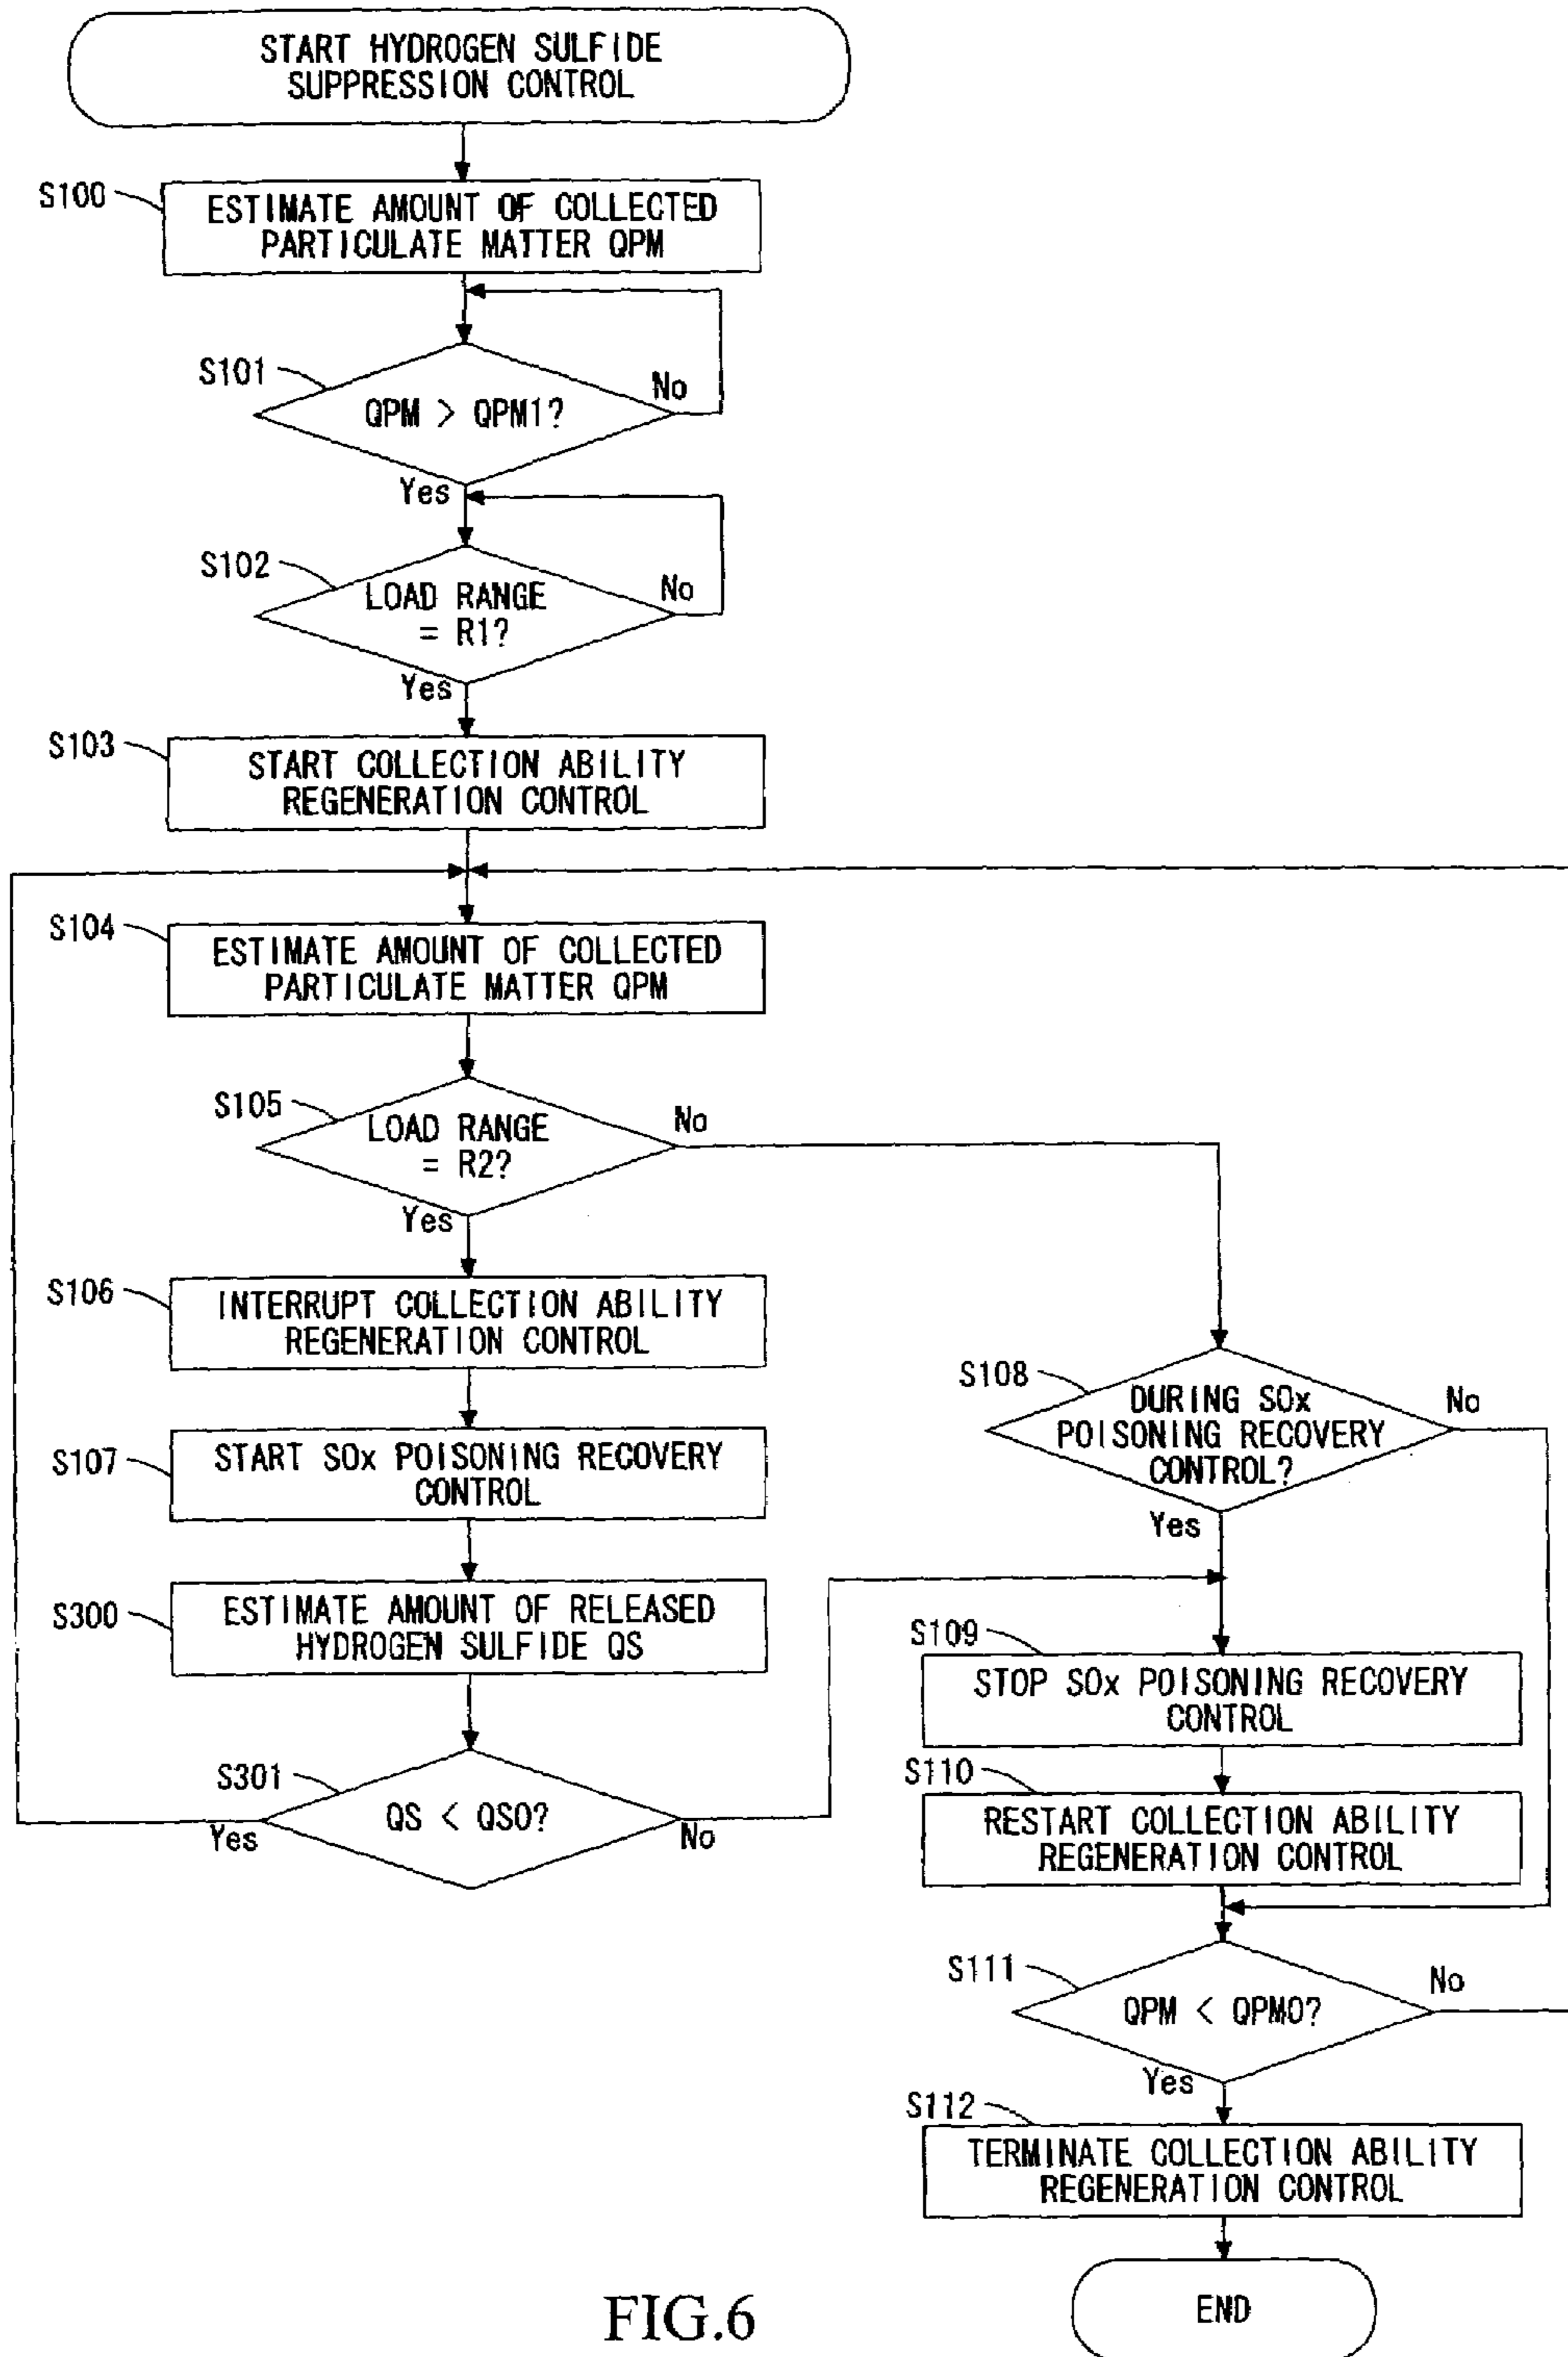 START HYDROGEN SULFIDE
SUPPRESSION CONTROL
S100
ESTIMATE AMOUNT OF COLLECTED
PARTICULATE MATTER QPM
S101
QPM > QPM1?
No
Yes
S102
LOAD RANGE
= R1?
No
Yes
S103
START COLLECTION ABILITY
REGENERATION CONTROL
S104
ESTIMATE AMOUNT OF COLLECTED
PARTICULATE MATTER QPM
S105
LOAD RANGE
= R2?
No
Yes
S106
INTERRUPT COLLECTION ABILITY
REGENERATION CONTROL
S107
START SOx POISONING RECOVERY
CONTROL
S300
ESTIMATE AMOUNT OF RELEASED
HYDROGEN SULFIDE QS
S301
QS < QS0?
Yes
No
S108
DURING SOx
POISONING RECOVERY
CONTROL?
No
Yes
S109
STOP SOx POISONING RECOVERY
CONTROL
S110
RESTART COLLECTION ABILITY
REGENERATION CONTROL
S111
QPM < QPM0?
No
Yes
S112
TERMINATE COLLECTION ABILITY
REGENERATION CONTROL
END
FIG.6